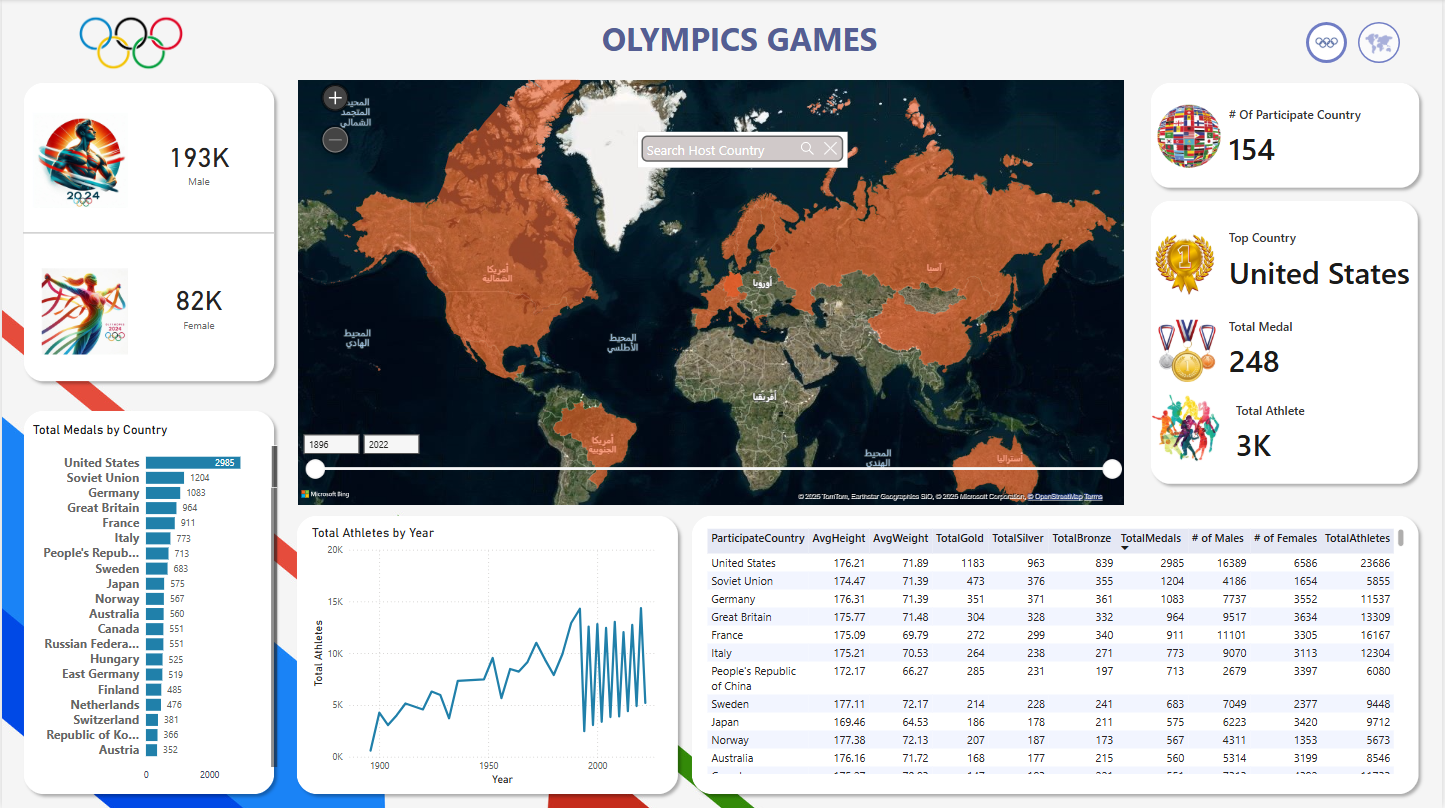 OLYMPICS GAMES
193K
Male
2024
82K
Female
2024
Total Medals by Country
United States 2985
Soviet Union 1204
Germany 1083
Great Britain 964
France 911
Italy 773
People's Repub... 713
Sweden 683
Japan 575
Norway 567
Australia 560
Canada 551
Russian Federa... 551
Hungary 525
East Germany 519
Finland 485
Netherlands 476
Switzerland 381
Republic of Ko... 366
Austria 352
0 2000
Search Host Country
المحيط
المتجمد
الشمالي
أمريكا
الشمالية
أوروبا
آسيا
المحيط
الهادي
المحيط
الأطلسي
أفريقيا
أمريكا
الجنوبية
المحيط
الهندي
أستراليا
1896 2022
Microsoft Bing
© 2025 TomTom, Earthstar Geographics SIO, © 2025 Microsoft Corporation, © OpenStreetMap Terms
# Of Participate Country
154
Top Country
United States
1
Total Medal
248
Total Athlete
3K
Total Athletes by Year
Total Athletes
20K
15K
10K
5K
0K
1900 1950 2000
Year
ParticipateCountry AvgHeight AvgWeight TotalGold TotalSilver TotalBronze TotalMedals # of Males # of Females TotalAthletes
United States 176.21 71.89 1183 963 839 2985 16389 6586 23686
Soviet Union 174.47 71.39 473 376 355 1204 4186 1654 5855
Germany 176.31 71.39 351 371 361 1083 7737 3552 11537
Great Britain 175.77 71.48 304 328 332 964 9517 3634 13309
France 175.09 69.79 272 299 340 911 11101 3305 16167
Italy 175.21 70.53 264 238 271 773 9070 3113 12304
People's Republic 172.17 66.27 285 231 197 713 2679 3397 6080
of China
Sweden 177.11 72.17 214 228 241 683 7049 2377 9448
Japan 169.46 64.53 186 178 211 575 6223 3420 9712
Norway 177.38 72.13 207 187 173 567 4311 1353 5673
Australia 176.16 71.72 168 177 215 560 5314 3199 8546